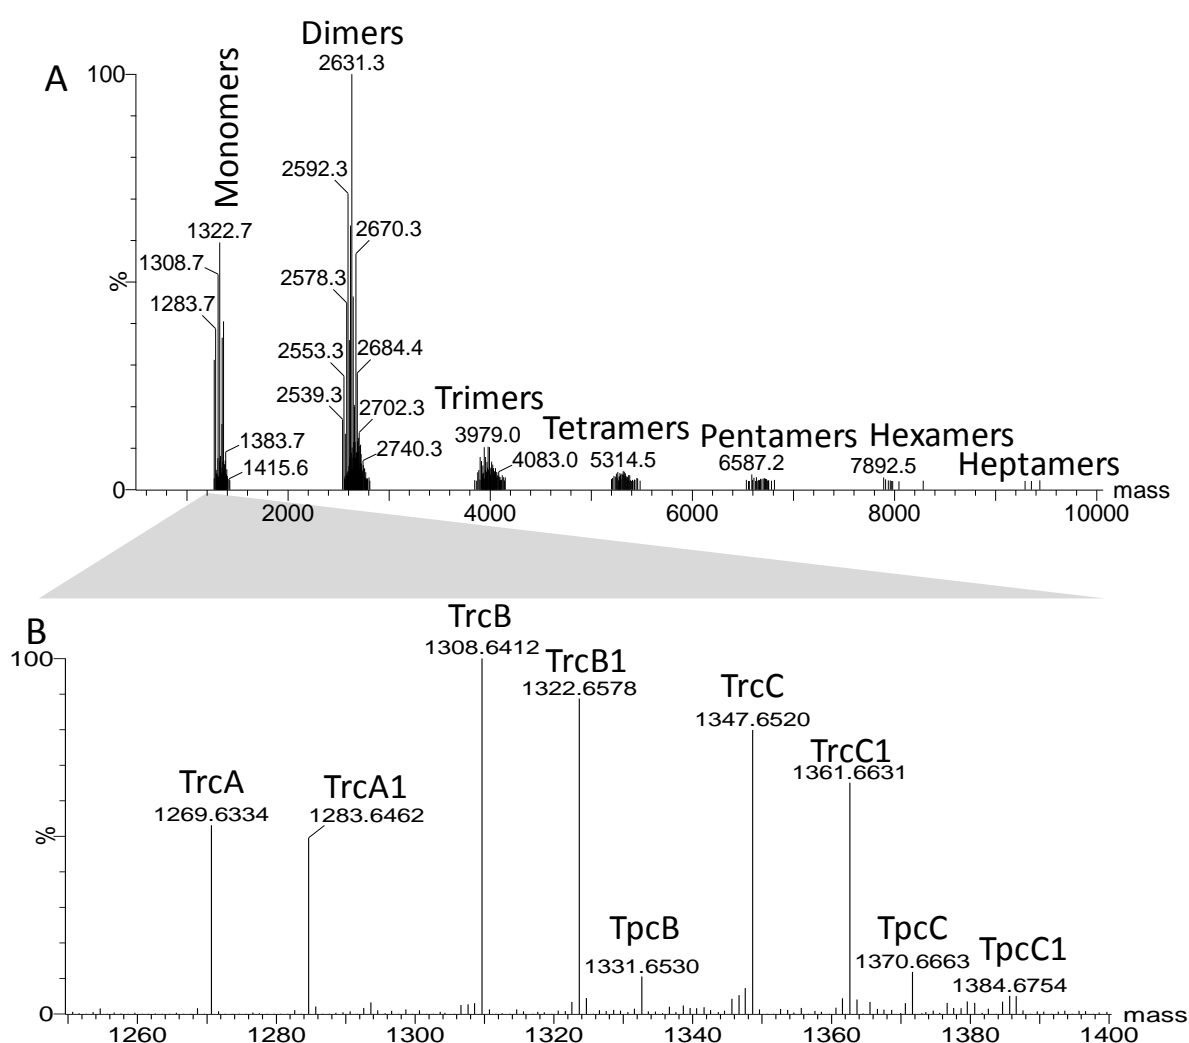 A
Monomers
Dimers
100
2631.3
2592.3
1322.7
2670.3
1308.7
%
1283.7
2578.3
2553.3
2684.4
2539.3
2702.3
1383.7
2740.3
1415.6
Trimers
3979.0
4083.0
Tetramers
5314.5
Pentamers
6587.2
Hexamers
7892.5
Heptamers
0
2000
4000
6000
8000
10000
mass
B
100
%
TrcA
1269.6334
TrcA1
1283.6462
TrcB
1308.6412
TrcB1
1322.6578
TpcB
1331.6530
TrcC
1347.6520
TrcC1
1361.6631
TpcC
1370.6663
TpcC1
1384.6754
0
1260
1280
1300
1320
1340
1360
1380
1400
mass